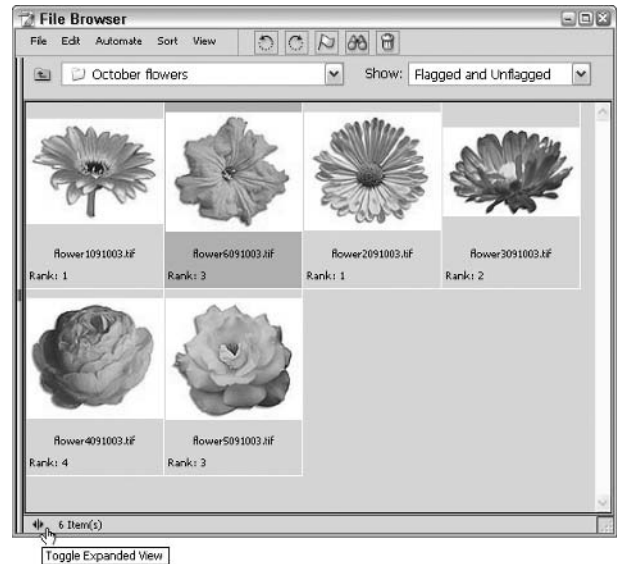 File Browser
File Edit Automate Sort View
October flowers Show: Flagged and Unflagged
flower1091003.tif flower6091003.tif flower2091003.tif flower3091003.tif
Rank: 1 Rank: 3 Rank: 1 Rank: 2
flower4091003.tif flower5091003.tif
Rank: 4 Rank: 3
6 Item(s)
Toggle Expanded View